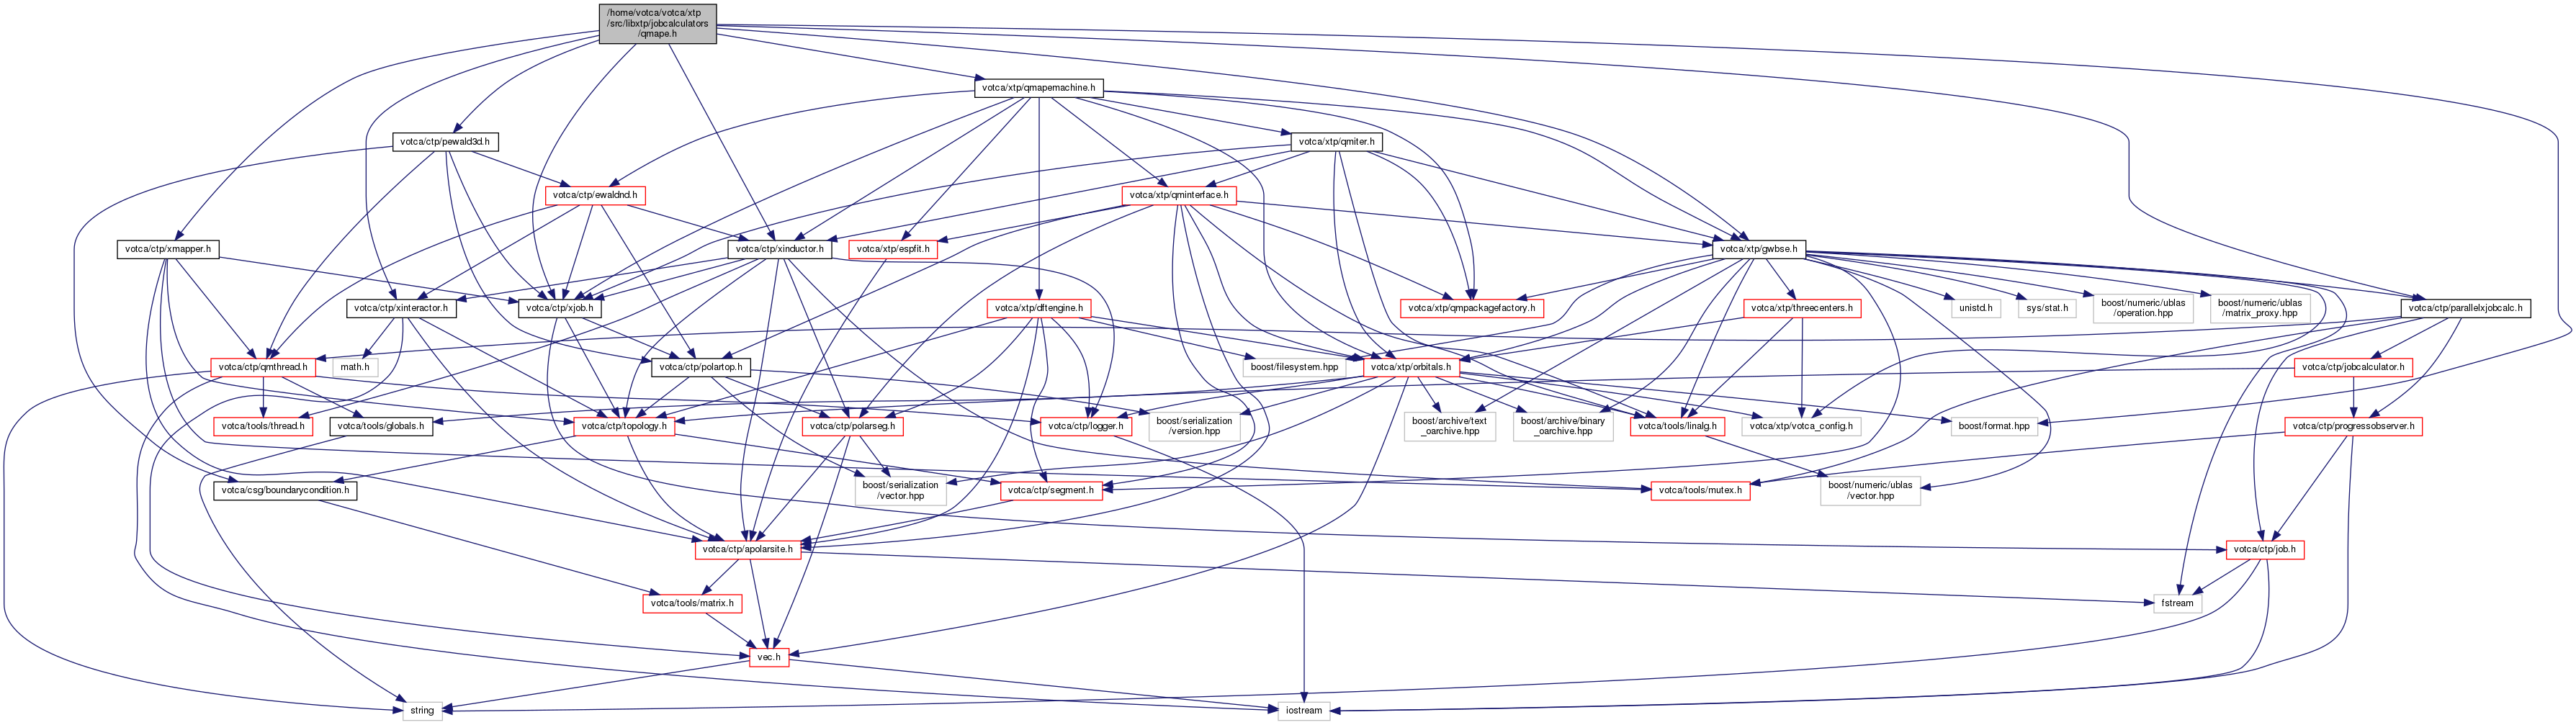 /home/votca/votca/xtp
/src/libxtp/jobcalculators
/qmape.h
votca/xtp/qmapemachine.h
votca/ctp/pewald3d.h
votca/xtp/qmiter.h
votca/ctp/ewaldnd.h
votca/xtp/qminterface.h
votca/ctp/xmapper.h
votca/ctp/xinductor.h
votca/xtp/espfit.h
votca/xtp/gwbse.h
votca/ctp/xinteractor.h
votca/ctp/xjob.h
votca/xtp/dftengine.h
votca/xtp/qmpackagefactory.h
votca/xtp/threecenters.h
unistd.h
sys/stat.h
boost/numeric/ublas
/operation.hpp
boost/numeric/ublas
/matrix_proxy.hpp
votca/ctp/parallelxjobcalc.h
votca/ctp/qmthread.h
math.h
votca/ctp/polartop.h
boost/filesystem.hpp
votca/xtp/orbitals.h
votca/ctp/jobcalculator.h
votca/tools/thread.h
votca/tools/globals.h
votca/ctp/topology.h
votca/ctp/polarseg.h
votca/ctp/logger.h
boost/serialization
/version.hpp
boost/archive/text
_oarchive.hpp
boost/archive/binary
_oarchive.hpp
votca/tools/linalg.h
votca/xtp/votca_config.h
boost/format.hpp
votca/ctp/progressobserver.h
votca/csg/boundarycondition.h
boost/serialization
/vector.hpp
votca/ctp/segment.h
votca/tools/mutex.h
boost/numeric/ublas
/vector.hpp
votca/ctp/apolarsite.h
votca/ctp/job.h
votca/tools/matrix.h
fstream
vec.h
string
iostream